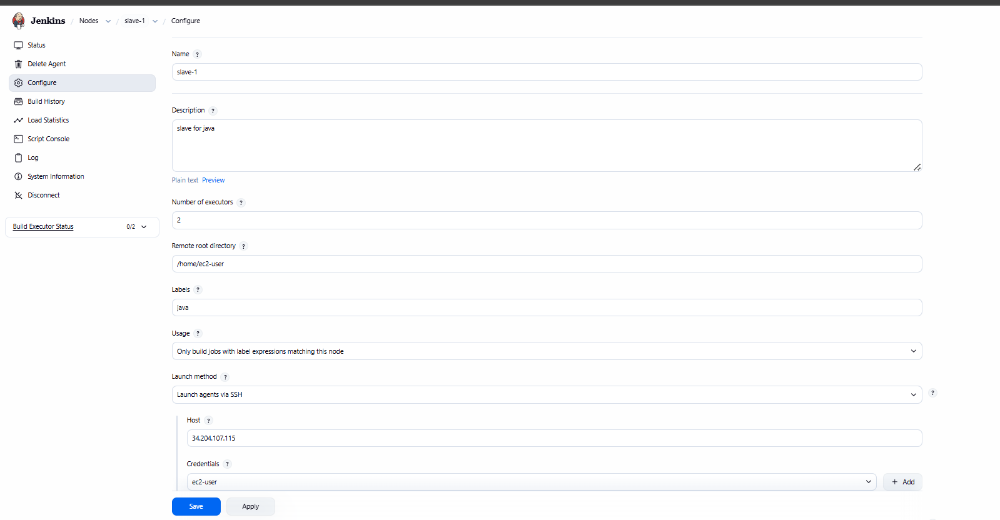 Jenkins / Nodes / slave-1 / Configure
Status
Delete Agent
Configure
Build History
Load Statistics
Script Console
Log
System Information
Disconnect
Build Executor Status 0/2
Name ?
slave-1
Description ?
slave for java
Plain text Preview
Number of executors ?
2
Remote root directory ?
/home/ec2-user
Labels ?
java
Usage ?
Only build jobs with label expressions matching this node
Launch method ?
Launch agents via SSH ?
Host ?
34.204.107.115
Credentials ?
ec2-user + Add
Save Apply